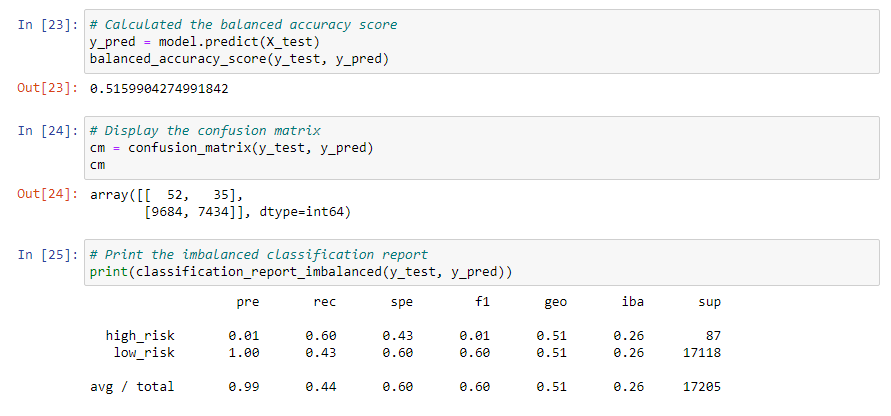 In [23]: # Calculated the balanced accuracy score
y_pred = model.predict(X_test)
balanced_accuracy_score(y_test, y_pred)
Out[23]: 0.5159904274991842
In [24]: # Display the confusion matrix
cm = confusion_matrix(y_test, y_pred)
cm
Out[24]: array([[  52,   35],
       [9684, 7434]], dtype=int64)
In [25]: # Print the imbalanced classification report
print(classification_report_imbalanced(y_test, y_pred))
pre rec spe f1 geo iba sup
high_risk 0.01 0.60 0.43 0.01 0.51 0.26 87
low_risk 1.00 0.43 0.60 0.60 0.51 0.26 17118
avg / total 0.99 0.44 0.60 0.60 0.51 0.26 17205